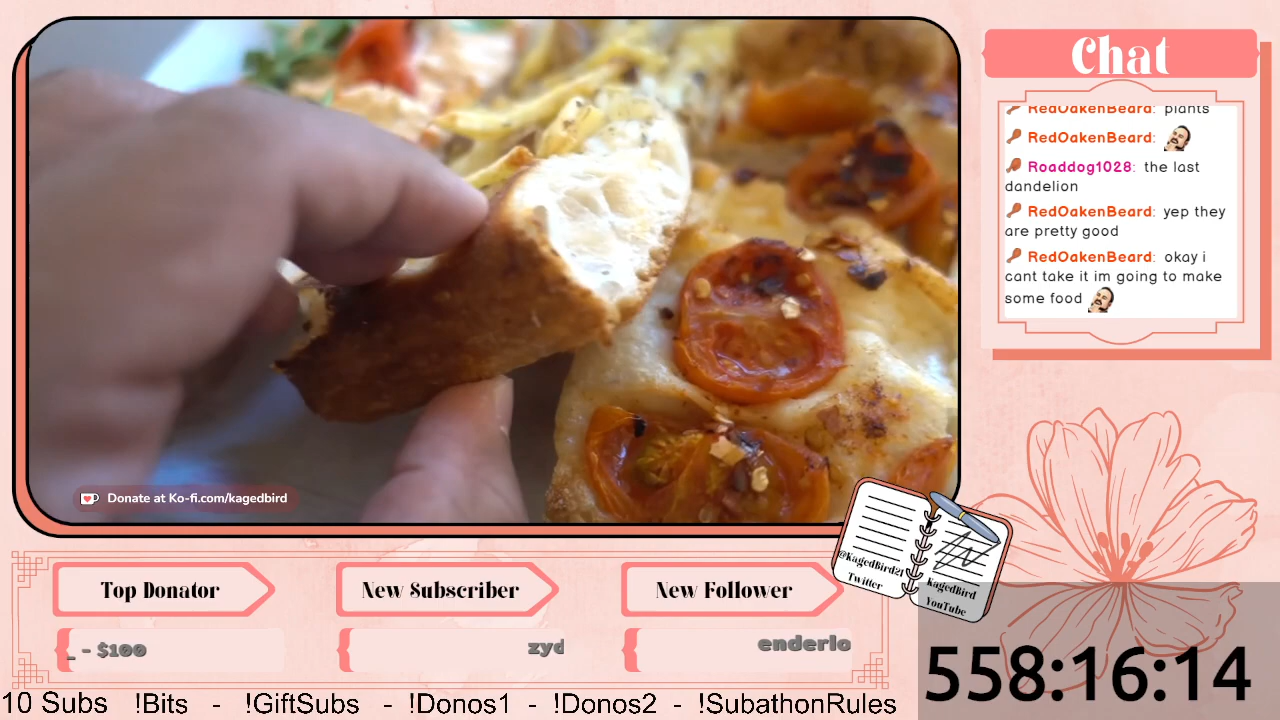 Chat
RedOakenBeard: plants
RedOakenBeard:
Roaddog1028: the last
dandelion
RedOakenBeard: yep they
are pretty good
RedOakenBeard: okay i
cant take it im going to make
some food
Donate at Ko-fi.com/kagedbird
@KagedBird21
Twitter
KagedBird
YouTube
Top Donator
New Subscriber
New Follower
_ - $100
zyd
enderlo
558:16:14
10 Subs !Bits - !GiftSubs - !Donos1 - !Donos2 - !SubathonRules